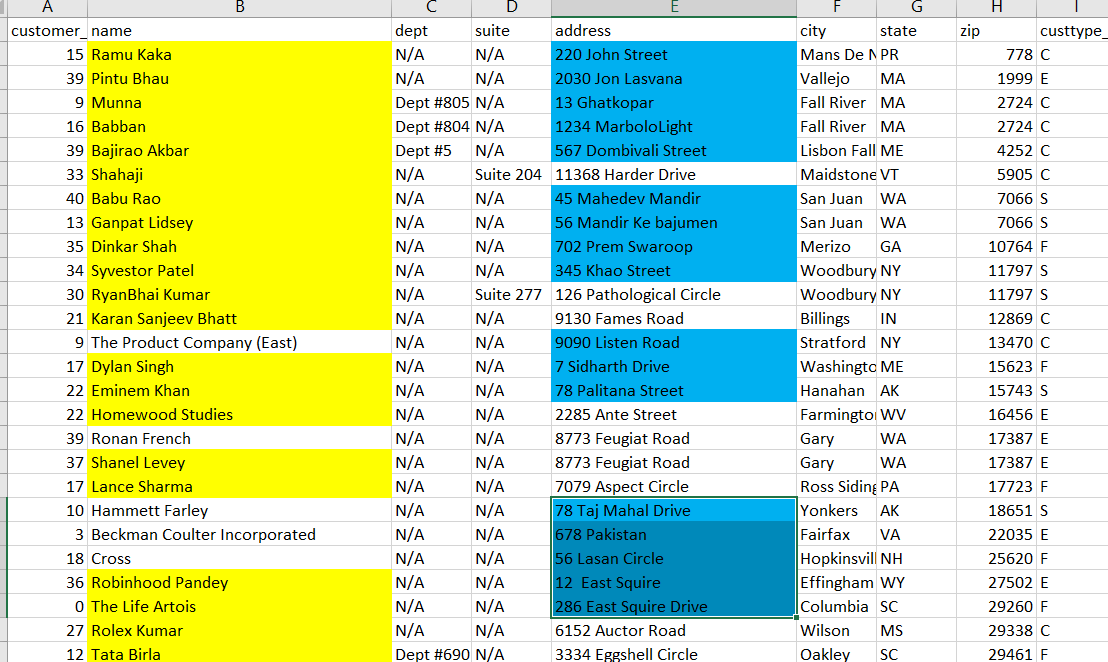 A B C D E F G H I
customer_ name dept suite address city state zip custtype_
15 Ramu Kaka N/A N/A 220 John Street Mans De N PR 778 C
39 Pintu Bhau N/A N/A 2030 Jon Lasvana Vallejo MA 1999 E
9 Munna Dept #805 N/A 13 Ghatkopar Fall River MA 2724 C
16 Babban Dept #804 N/A 1234 MarboloLight Fall River MA 2724 C
39 Bajirao Akbar Dept #5 N/A 567 Dombivali Street Lisbon Fall ME 4252 C
33 Shahaji N/A Suite 204 11368 Harder Drive Maidstone VT 5905 C
40 Babu Rao N/A N/A 45 Mahedev Mandir San Juan WA 7066 S
13 Ganpat Lidsey N/A N/A 56 Mandir Ke bajumen San Juan WA 7066 S
35 Dinkar Shah N/A N/A 702 Prem Swaroop Merizo GA 10764 F
34 Syvestor Patel N/A N/A 345 Khao Street Woodbury NY 11797 S
30 RyanBhai Kumar N/A Suite 277 126 Pathological Circle Woodbury NY 11797 S
21 Karan Sanjeev Bhatt N/A N/A 9130 Fames Road Billings IN 12869 C
9 The Product Company (East) N/A N/A 9090 Listen Road Stratford NY 13470 C
17 Dylan Singh N/A N/A 7 Sidharth Drive Washingto ME 15623 F
22 Eminem Khan N/A N/A 78 Palitana Street Hanahan AK 15743 S
22 Homewood Studies N/A N/A 2285 Ante Street Farmingto WV 16456 E
39 Ronan French N/A N/A 8773 Feugiat Road Gary WA 17387 E
37 Shanel Levey N/A N/A 8773 Feugiat Road Gary WA 17387 E
17 Lance Sharma N/A N/A 7079 Aspect Circle Ross Siding PA 17723 F
10 Hammett Farley N/A N/A 78 Taj Mahal Drive Yonkers AK 18651 S
3 Beckman Coulter Incorporated N/A N/A 678 Pakistan Fairfax VA 22035 E
18 Cross N/A N/A 56 Lasan Circle Hopkinsvil NH 25620 F
36 Robinhood Pandey N/A N/A 12  East Squire Effingham WY 27502 E
0 The Life Artois N/A N/A 286 East Squire Drive Columbia SC 29260 F
27 Rolex Kumar N/A N/A 6152 Auctor Road Wilson MS 29338 C
12 Tata Birla Dept #690 N/A 3334 Eggshell Circle Oakley SC 29461 F